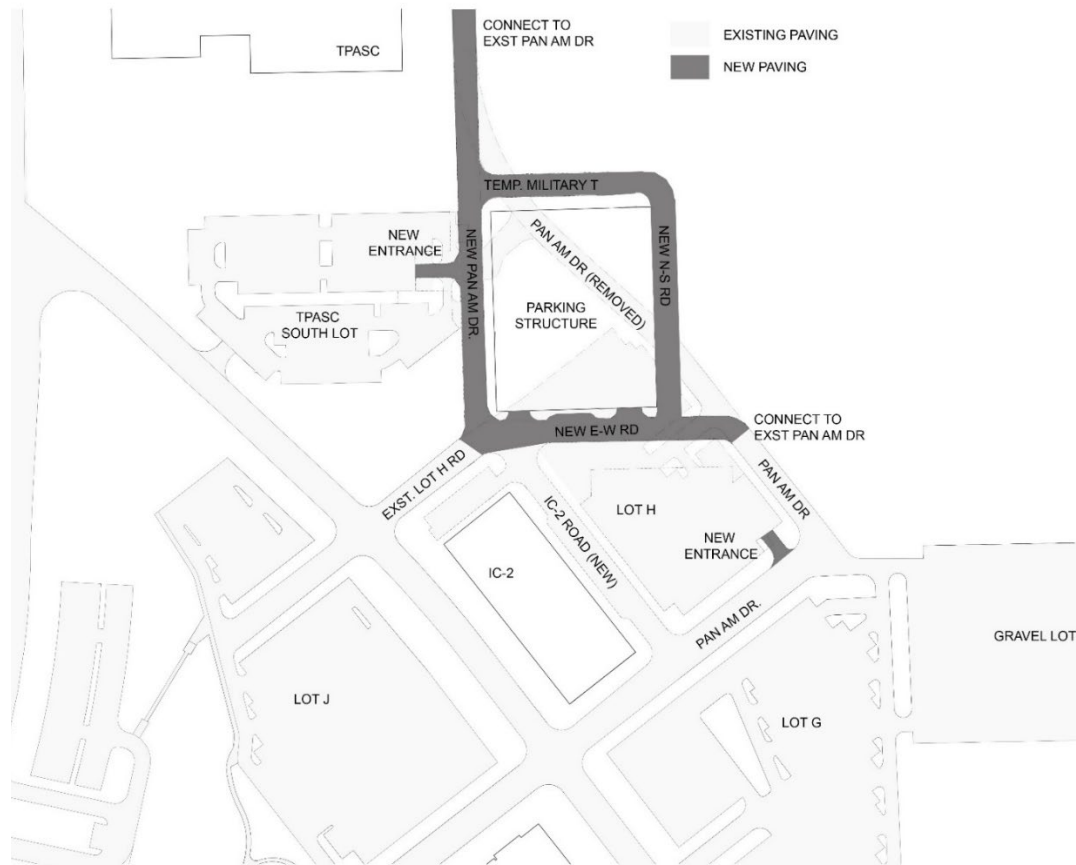 CONNECT TO
EXST PAN AM DR
EXISTING PAVING
NEW PAVING
TPASC
TEMP. MILITARY T
NEW
ENTRANCE
NEW PAN AM DR.
PAN AM DR (REMOVED)
NEW N-S RD
PARKING
STRUCTURE
TPASC
SOUTH LOT
NEW E-W RD
CONNECT TO
EXST PAN AM DR
EXST. LOT H RD
PAN AM DR
LOT H
IC-2 ROAD (NEW)
NEW
ENTRANCE
IC-2
PAN AM DR.
GRAVEL LOT
LOT J
LOT G